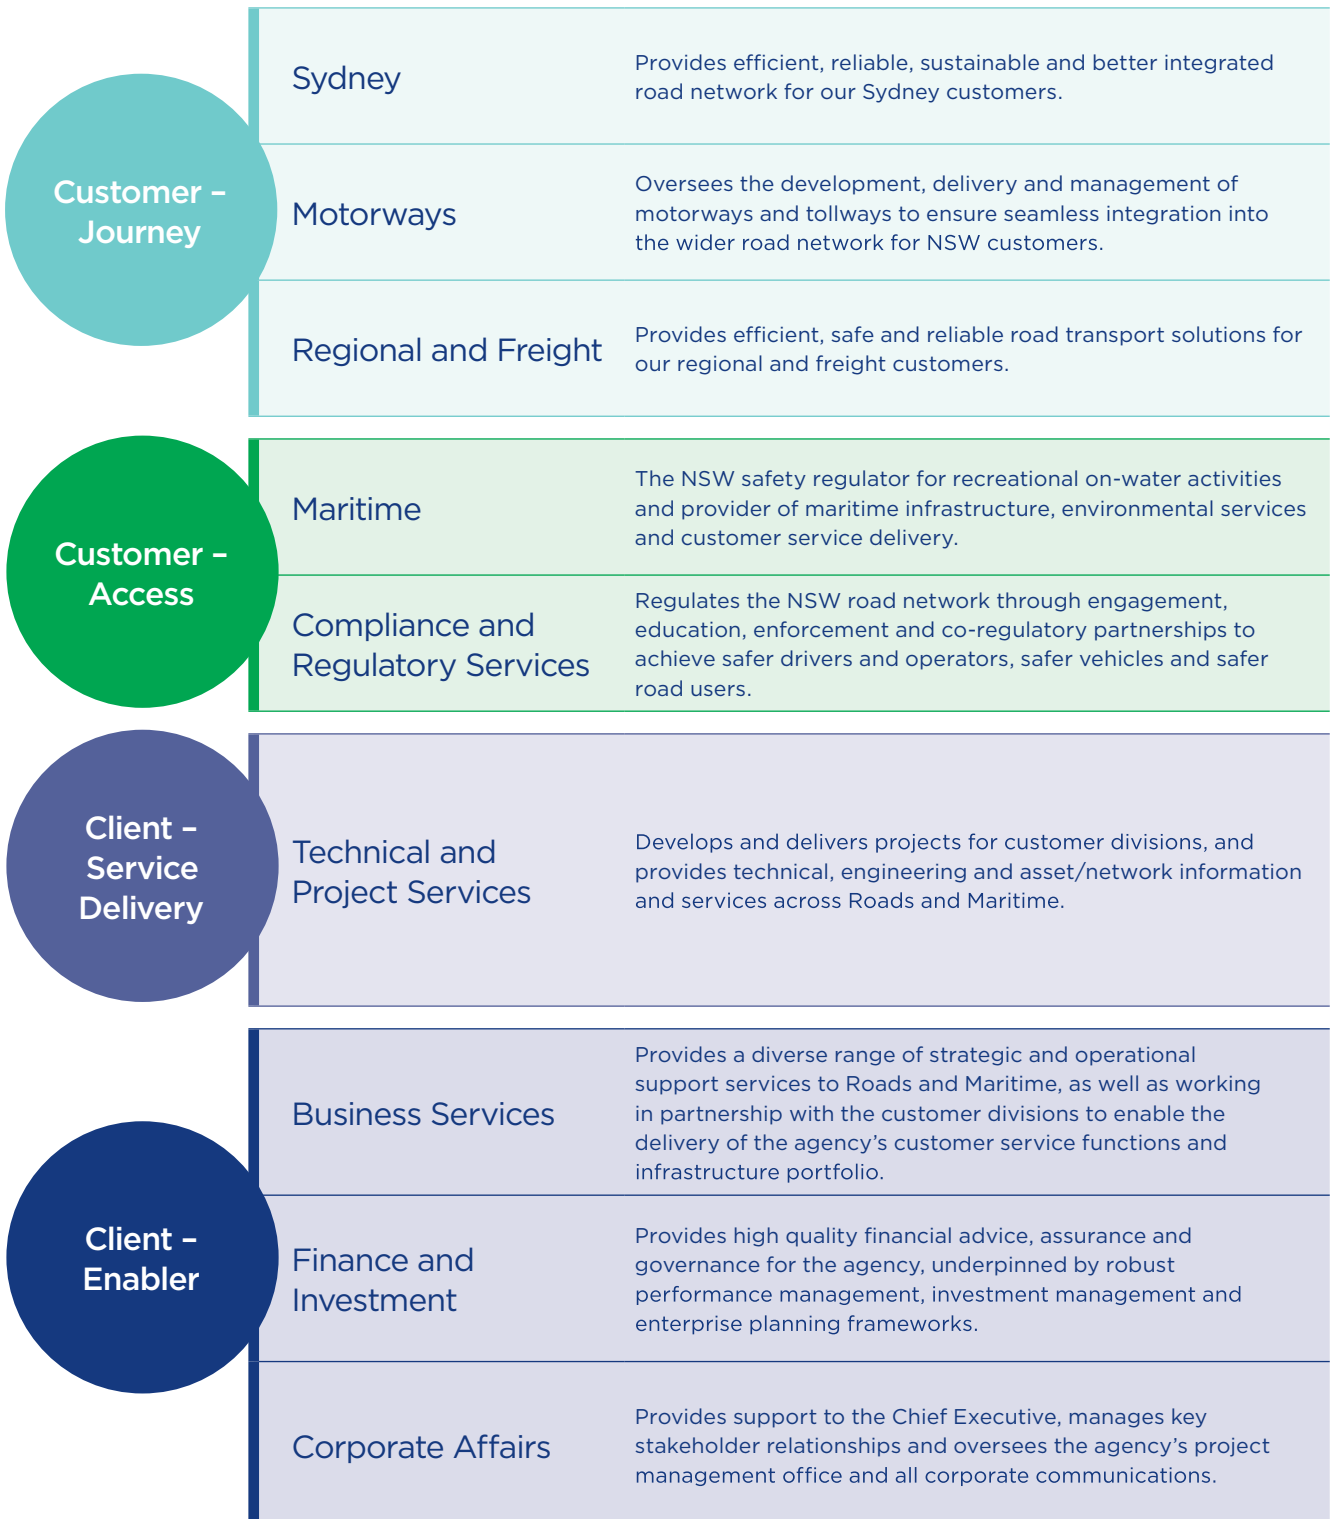 Customer –
Journey
Sydney
Provides efficient, reliable, sustainable and better integrated
road network for our Sydney customers.
Motorways
Oversees the development, delivery and management of
motorways and tollways to ensure seamless integration into
the wider road network for NSW customers.
Regional and Freight
Provides efficient, safe and reliable road transport solutions for
our regional and freight customers.
Customer –
Access
Maritime
The NSW safety regulator for recreational on-water activities
and provider of maritime infrastructure, environmental services
and customer service delivery.
Compliance and
Regulatory Services
Regulates the NSW road network through engagement,
education, enforcement and co-regulatory partnerships to
achieve safer drivers and operators, safer vehicles and safer
road users.
Client –
Service
Delivery
Technical and
Project Services
Develops and delivers projects for customer divisions, and
provides technical, engineering and asset/network information
and services across Roads and Maritime.
Client –
Enabler
Business Services
Provides a diverse range of strategic and operational
support services to Roads and Maritime, as well as working
in partnership with the customer divisions to enable the
delivery of the agency’s customer service functions and
infrastructure portfolio.
Finance and
Investment
Provides high quality financial advice, assurance and
governance for the agency, underpinned by robust
performance management, investment management and
enterprise planning frameworks.
Corporate Affairs
Provides support to the Chief Executive, manages key
stakeholder relationships and oversees the agency’s project
management office and all corporate communications.